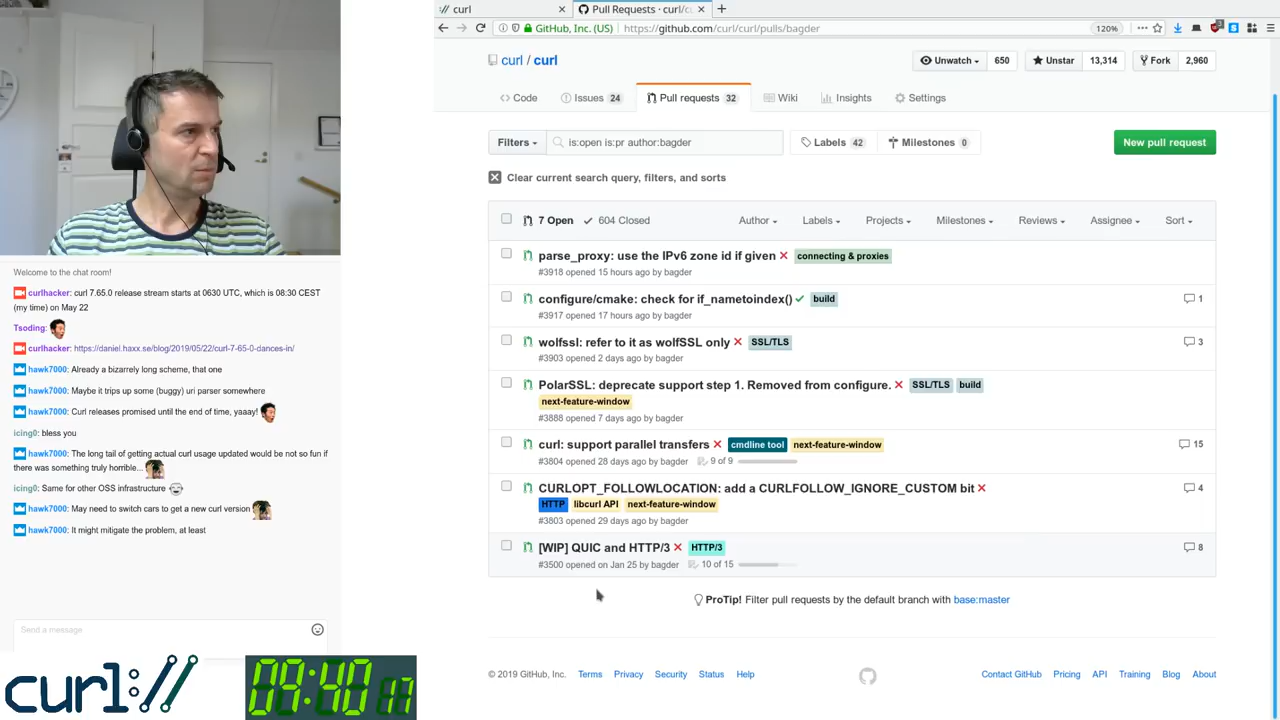 curl
Pull Requests · curl/c
GitHub, Inc. (US)
https://github.com/curl/curl/pulls/bagder
120%
3
curl / curl
Unwatch 650
Unstar 13,314
Fork 2,960
Code
Issues 24
Pull requests 32
Wiki
Insights
Settings
Filters
is:open is:pr author:bagder
Labels 42
Milestones 0
New pull request
Clear current search query, filters, and sorts
7 Open
604 Closed
Author
Labels
Projects
Milestones
Reviews
Assignee
Sort
parse_proxy: use the IPv6 zone id if given connecting & proxies
#3918 opened 15 hours ago by bagder
configure/cmake: check for if_nametoindex() build
1
#3917 opened 17 hours ago by bagder
wolfssl: refer to it as wolfSSL only SSL/TLS
3
#3903 opened 2 days ago by bagder
PolarSSL: deprecate support step 1. Removed from configure. SSL/TLS build
next-feature-window
#3888 opened 7 days ago by bagder
curl: support parallel transfers cmdline tool next-feature-window
15
#3804 opened 28 days ago by bagder 9 of 9
CURLOPT_FOLLOWLOCATION: add a CURLFOLLOW_IGNORE_CUSTOM bit
4
HTTP libcurl API next-feature-window
#3803 opened 29 days ago by bagder
[WIP] QUIC and HTTP/3 HTTP/3
8
#3500 opened on Jan 25 by bagder 10 of 15
ProTip! Filter pull requests by the default branch with base:master
© 2019 GitHub, Inc.
Terms
Privacy
Security
Status
Help
Contact GitHub
Pricing
API
Training
Blog
About
Welcome to the chat room!
curlhacker: curl 7.65.0 release stream starts at 0630 UTC, which is 08:30 CEST
(my time) on May 22
Tsoding:
curlhacker: https://daniel.haxx.se/blog/2019/05/22/curl-7-65-0-dances-in/
hawk7000: Already a bizarrely long scheme, that one
hawk7000: Maybe it trips up some (buggy) uri parser somewhere
hawk7000: Curl releases promised until the end of time, yaaay!
icing0: bless you
hawk7000: The long tail of getting actual curl usage updated would be not so fun if
there was something truly horrible...
icing0: Same for other OSS infrastructure
hawk7000: May need to switch cars to get a new curl version
hawk7000: It might mitigate the problem, at least
Send a message
curl://